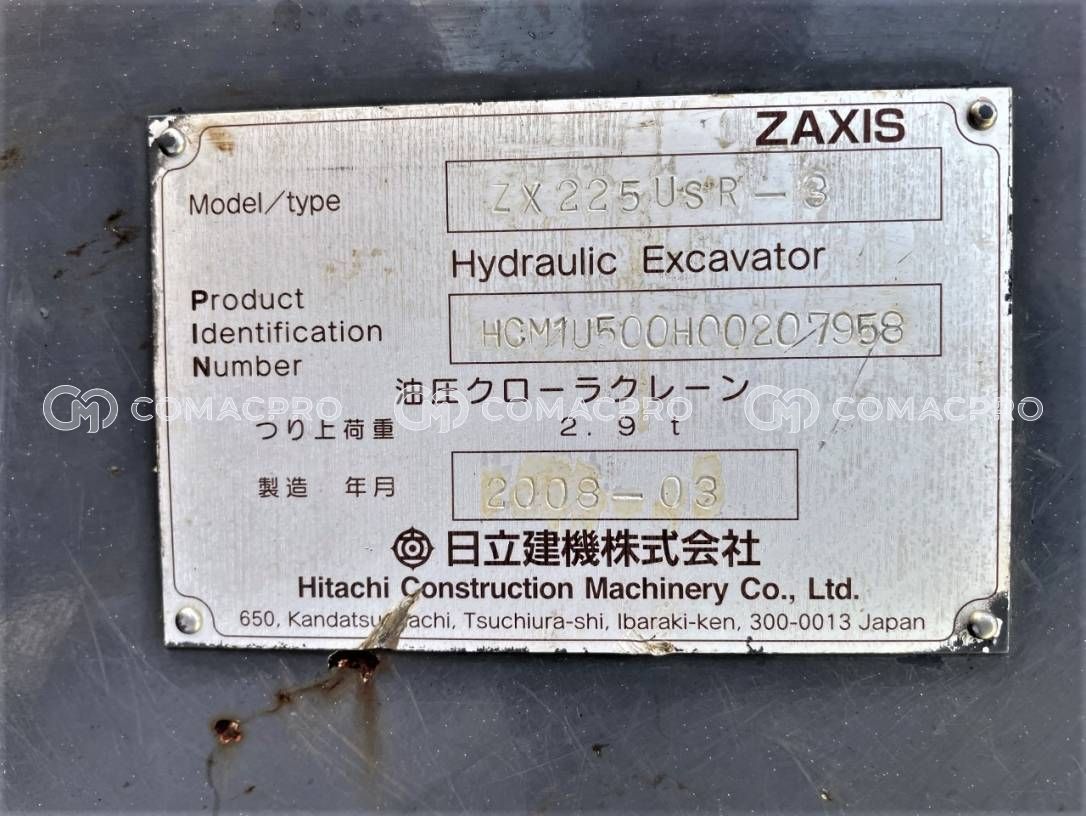 ZAXIS
Model/type ZX225USR-3
Hydraulic Excavator
Product
Identification HCM1U500H00207958
Number
油圧クローラクレーン
COMACPRO COMACPRO COMACPRO
つり上荷重 2.9 t
製造 年月 2008-03
日立建機株式会社
Hitachi Construction Machinery Co., Ltd.
650, Kandatsu-machi, Tsuchiura-shi, Ibaraki-ken, 300-0013 Japan